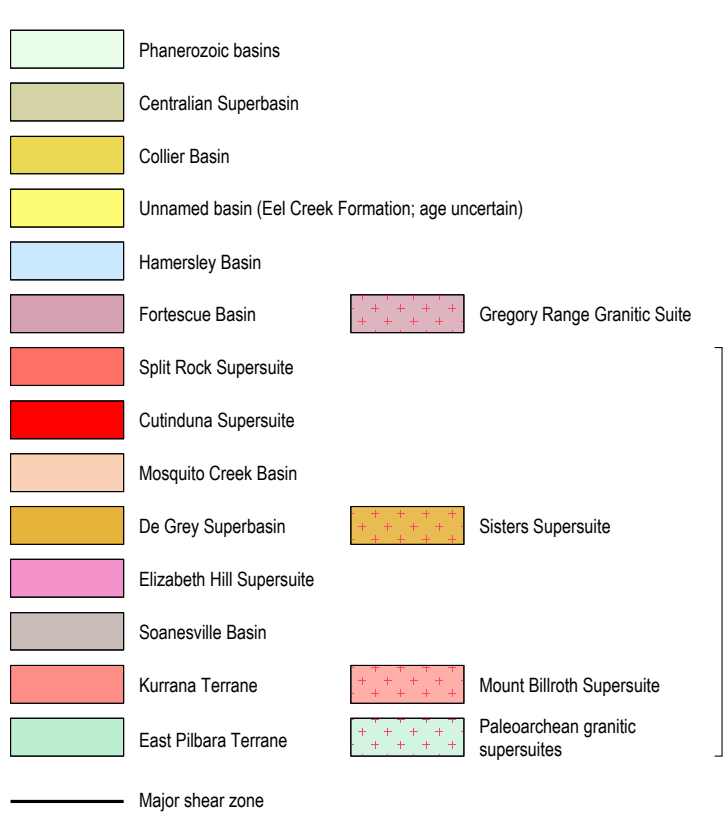 Phanerozoic basins
Centralian Superbasin
Collier Basin
Unnamed basin (Eel Creek Formation; age uncertain)
Hamersley Basin
Fortescue Basin
Gregory Range Granitic Suite
Split Rock Supersuite
Cutinduna Supersuite
Mosquito Creek Basin
De Grey Superbasin
Sisters Supersuite
Elizabeth Hill Supersuite
Soanesville Basin
Kurrana Terrane
Mount Billroth Supersuite
East Pilbara Terrane
Paleoarchean granitic
supersuites
Major shear zone